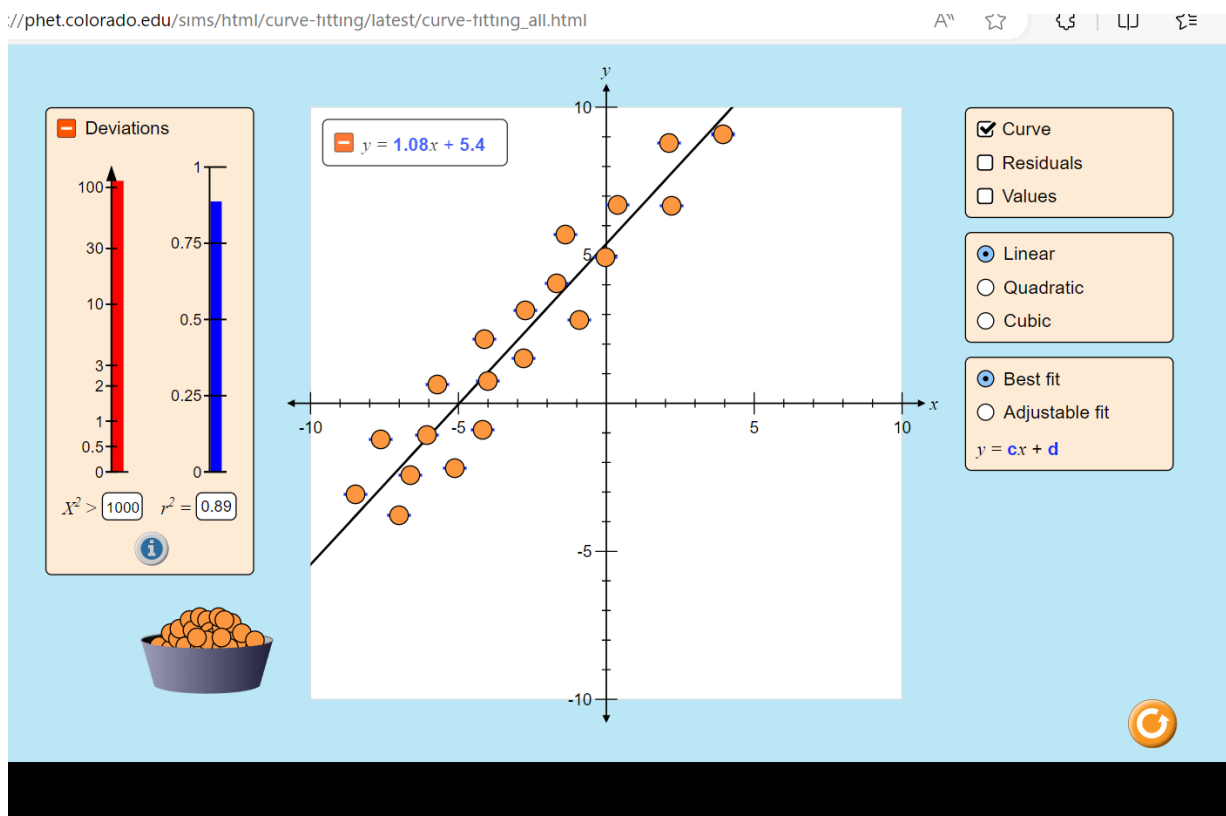 ://phet.colorado.edu/sims/html/curve-fitting/latest/curve-fitting_all.html
Deviations
100
30
10
3
2
1
0.5
0
1
0.75
0.5
0.25
0
X² > 1000 r² = 0.89
y = 1.08x + 5.4
y
10
5
-10
-5
5
10
x
-5
-10
Curve
Residuals
Values
Linear
Quadratic
Cubic
Best fit
Adjustable fit
y = cx + d